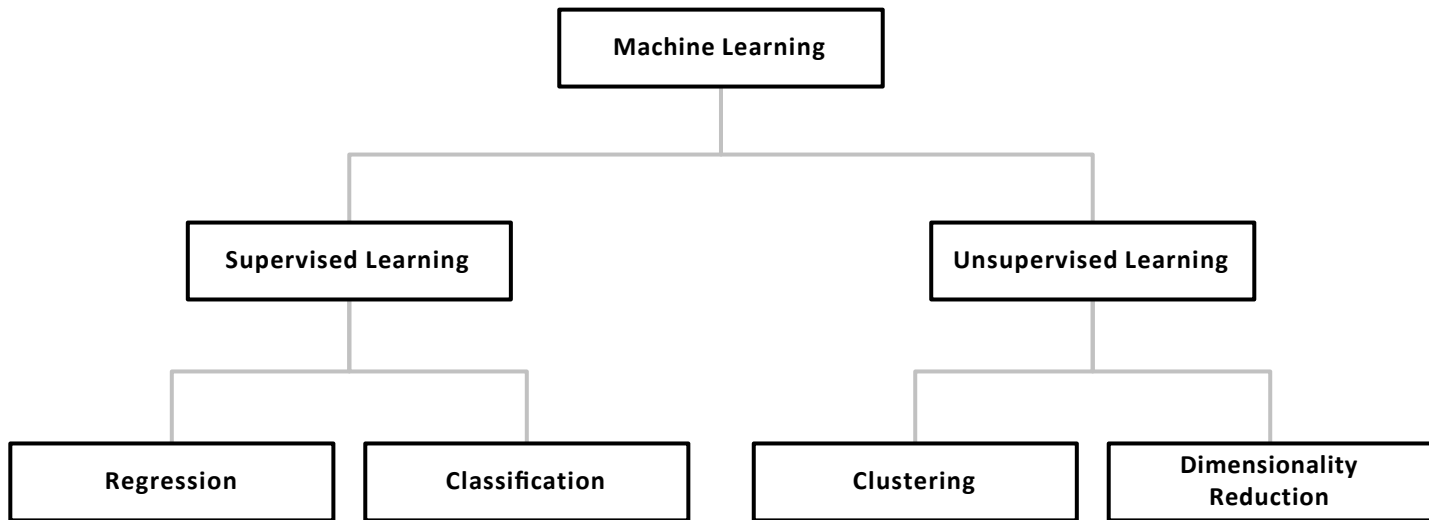 Machine Learning
Supervised Learning
Unsupervised Learning
Regression
Classification
Clustering
Dimensionality
Reduction